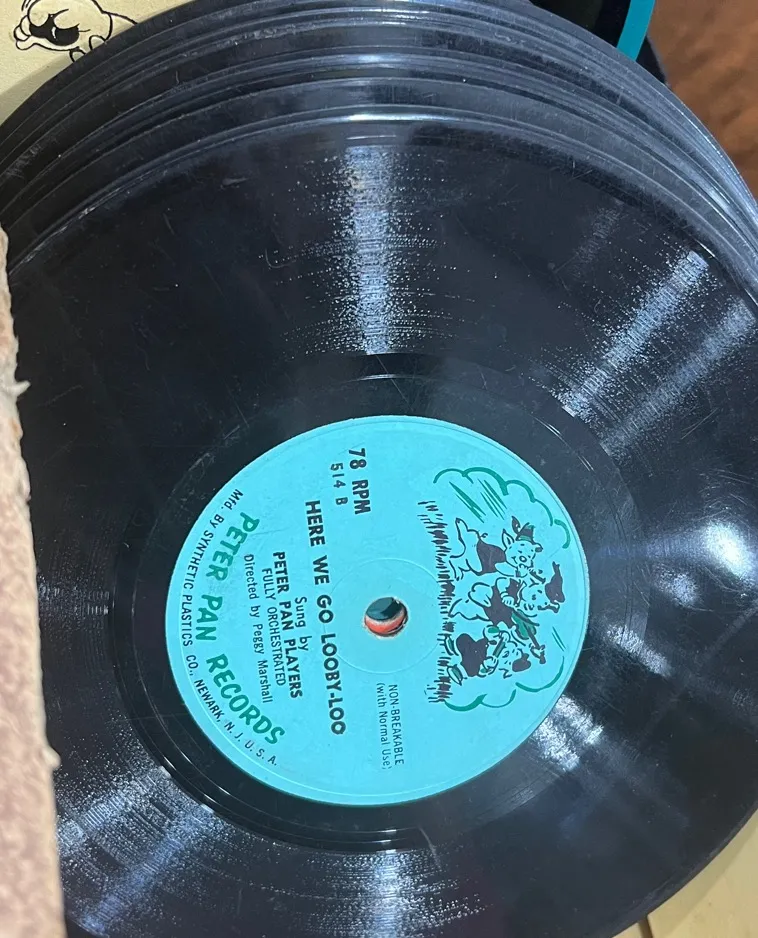 78 RPM
514 B
NON-BREAKABLE
(with Normal Use)
HERE WE GO LOOBY-LOO
Sung by
PETER PAN PLAYERS
FULLY ORCHESTRATED
Directed by Peggy Marshall
PETER PAN RECORDS
Mfd. BY SYNTHETIC PLASTICS CO., NEWARK, N. J. U. S. A.